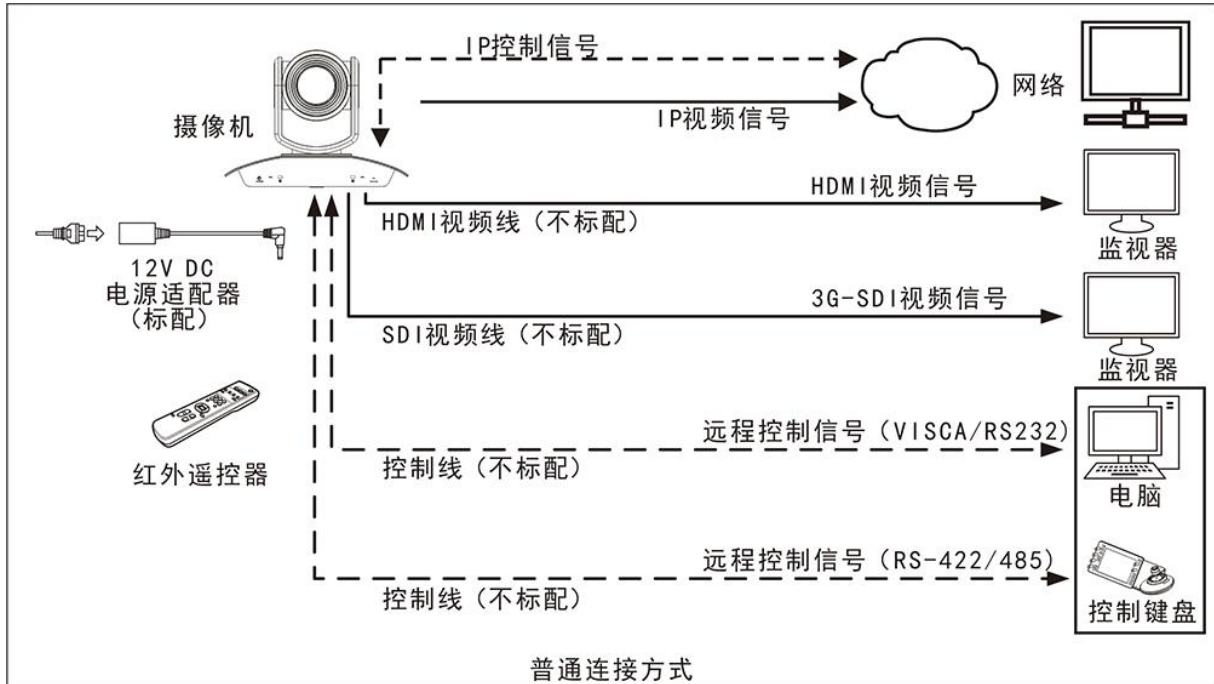 IP控制信号
网络
摄像机
IP视频信号
HDMI视频信号
HDMI视频线（不标配）
监视器
12V DC
电源适配器
（标配）
3G-SDI视频信号
SDI视频线（不标配）
监视器
远程控制信号（VISCA/RS232）
控制线（不标配）
红外遥控器
电脑
远程控制信号（RS-422/485）
控制线（不标配）
控制键盘
普通连接方式